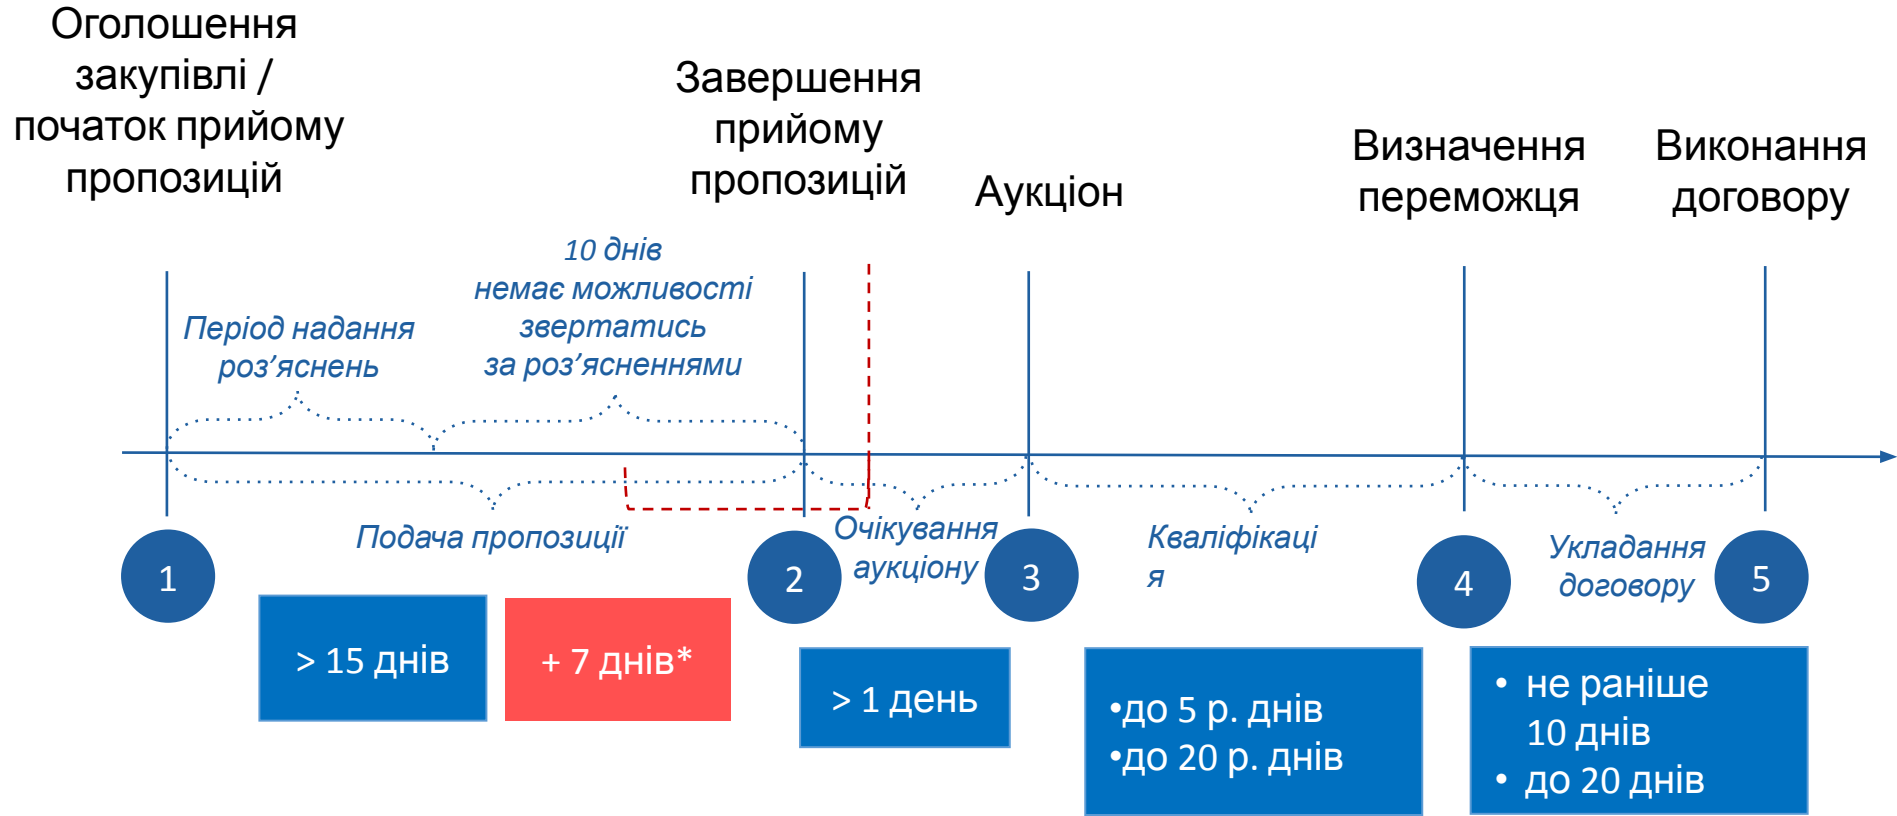 Оголошення
закупівлі /
початок прийому
пропозицій
Завершення
прийому
пропозицій
Аукціон
Визначення
переможця
Виконання
договору
Період надання
роз’яснень
10 днів
немає можливості
звертатись
за роз’ясненнями
Подача пропозиції
Очікування
аукціону
Кваліфікаці
я
Укладання
договору
1
2
3
4
5
> 15 днів
+ 7 днів*
> 1 день
•до 5 р. днів
•до 20 р. днів
• не раніше
10 днів
• до 20 днів